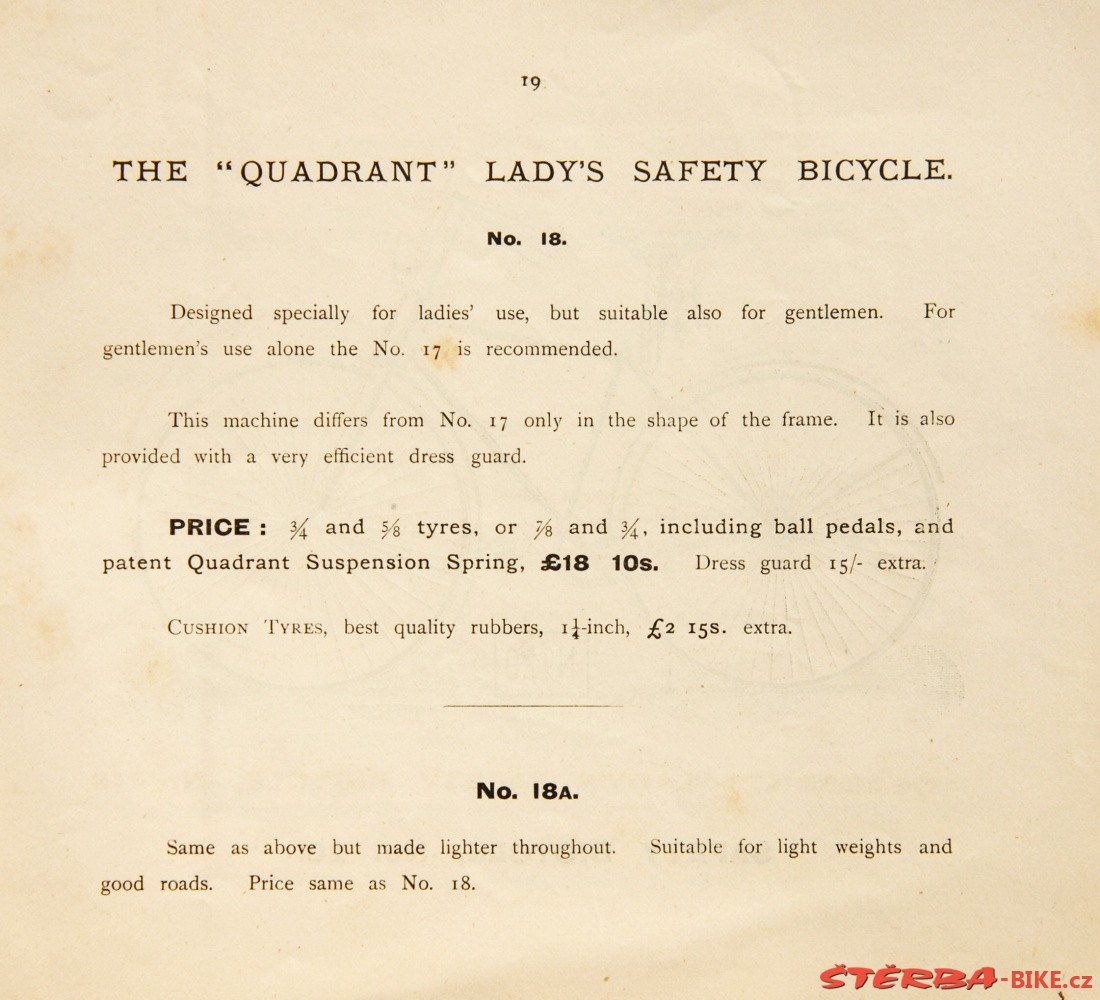 19
THE "QUADRANT" LADY'S SAFETY BICYCLE.
No. 18.
Designed specially for ladies' use, but suitable also for gentlemen. For
gentlemen's use alone the No. 17 is recommended.
This machine differs from No. 17 only in the shape of the frame. It is also
provided with a very efficient dress guard.
PRICE : ¾ and ⅝ tyres, or ⅞ and ¾, including ball pedals, and
patent Quadrant Suspension Spring, £18 10s. Dress guard 15/- extra.
CUSHION TYRES, best quality rubbers, 1¼-inch, £2 15s. extra.
No. 18A.
Same as above but made lighter throughout. Suitable for light weights and
good roads. Price same as No. 18.
ŠTĚRBA-BIKE.cz